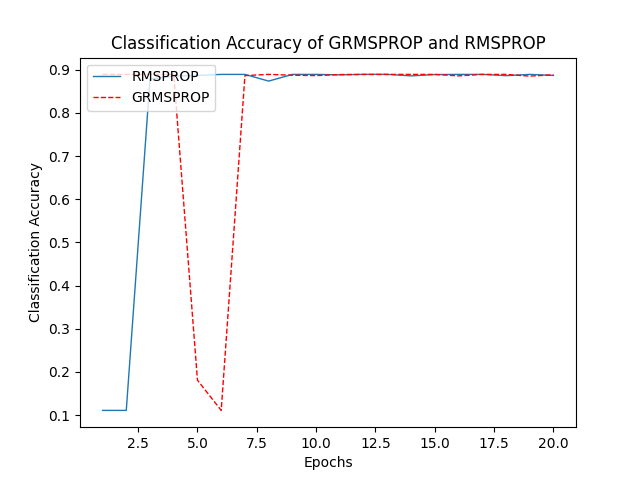 Classification Accuracy of GRMSPROP and RMSPROP
RMSPROP
GRMSPROP
Classification Accuracy
0.9
0.8
0.7
0.6
0.5
0.4
0.3
0.2
0.1
2.5 5.0 7.5 10.0 12.5 15.0 17.5 20.0
Epochs